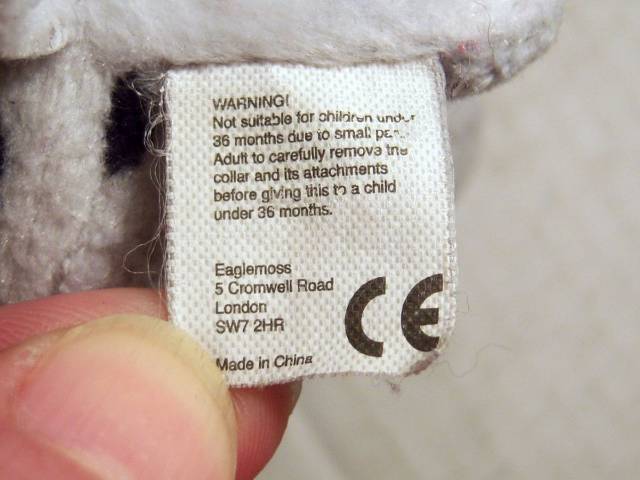 WARNING!
Not suitable for children under
36 months due to small
Adult to carefully remove the
collar and its attachments
before giving this to a child
under 36 months.
Eaglemoss
5 Cromwell Road
London
SW7 2HR
CE
Made in China